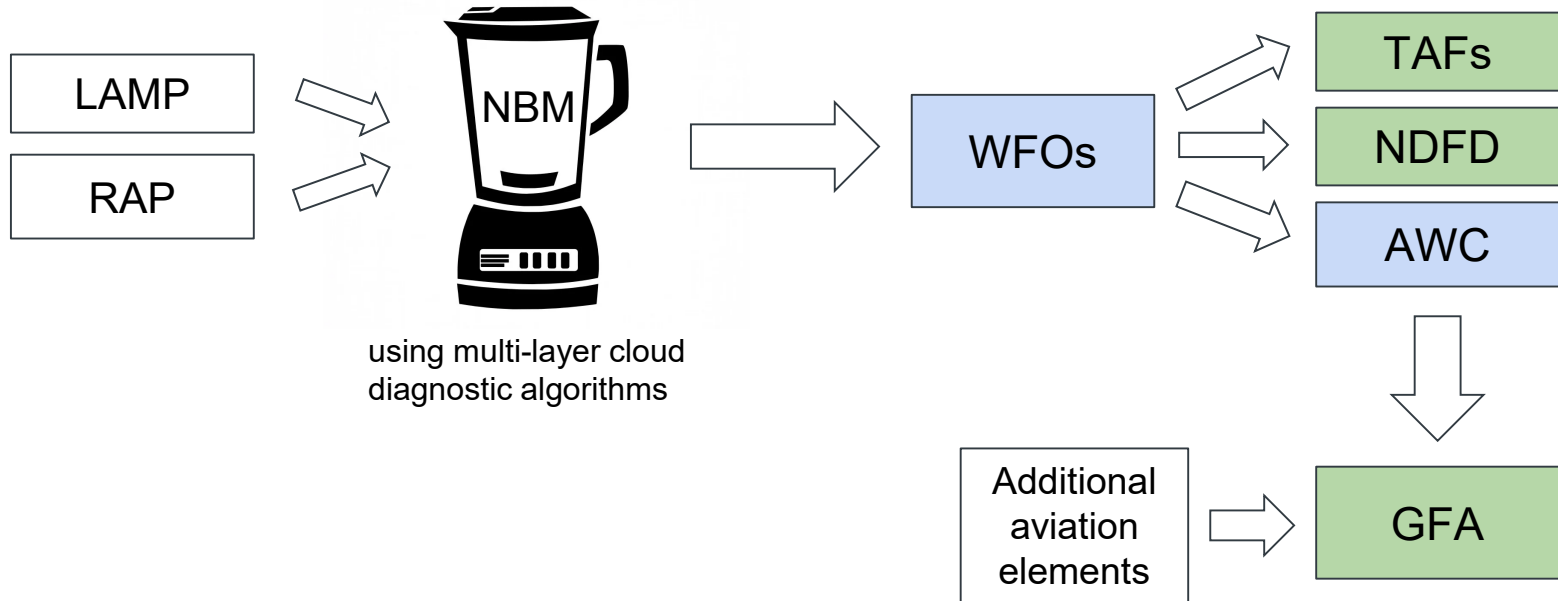 LAMP
RAP
NBM
using multi-layer cloud
diagnostic algorithms
WFOs
TAFs
NDFD
AWC
Additional
aviation
elements
GFA